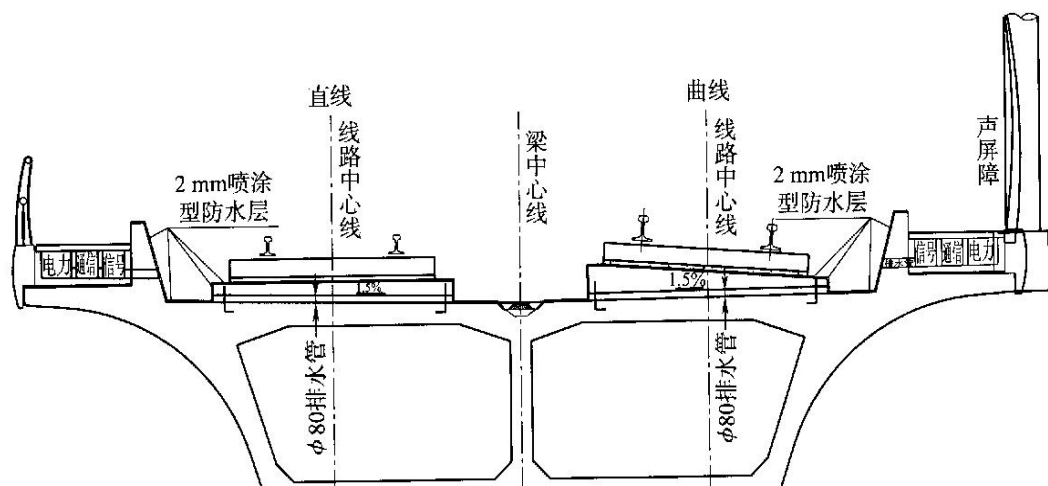 直线
线路中心线
梁中心线
曲线
线路中心线
声屏障
2 mm喷涂
型防水层
2 mm喷涂
型防水层
电力 通信 信号
排水管
信号 通信 电力
1.5%
φ80排水管
φ80排水管